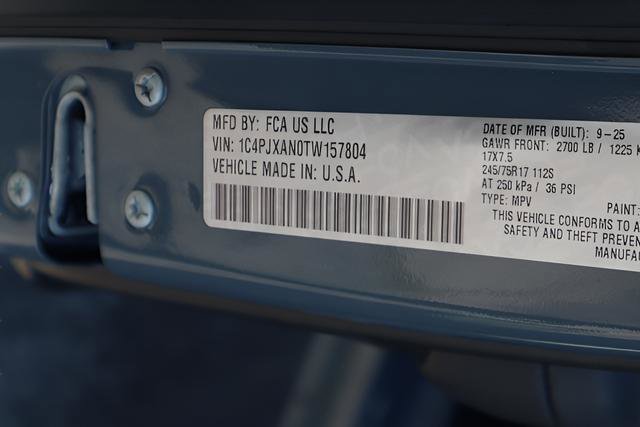 MFD BY: FCA US LLC
VIN: 1C4PJXAN0TW157804
VEHICLE MADE IN: U.S.A.
DATE OF MFR (BUILT): 9-25
GAWR FRONT: 2700 LB / 1225 K
17X7.5
245/75R17 112S
AT 250 kPa / 36 PSI
TYPE: MPV
PAINT:
THIS VEHICLE CONFORMS TO A
SAFETY AND THEFT PREVEN
MANUFAC